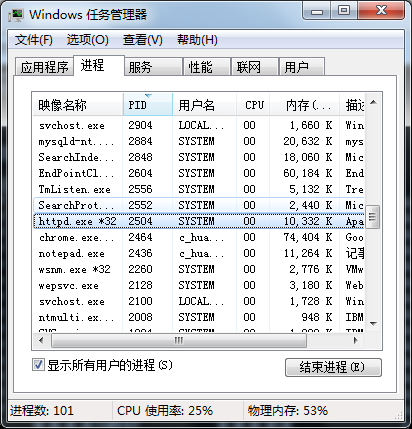 Windows 任务管理器
文件(F) 选项(O) 查看(V) 帮助(H)
应用程序 进程 服务 性能 联网 用户
映像名称 PID 用户名 CPU 内存(... 描述
svchost.exe 2904 LOCAL... 00 1,660 K Win
mysqld-nt.... 2884 SYSTEM 00 20,632 K mys
SearchInde... 2848 SYSTEM 00 18,060 K Mic
EndPointCl... 2604 SYSTEM 00 60,184 K End
TmListen.exe 2556 SYSTEM 00 5,132 K Tre
SearchProt... 2552 SYSTEM 00 2,440 K Mic
httpd.exe *32 2504 SYSTEM 00 10,332 K Apa
chrome.exe... 2464 c_hua... 00 74,404 K Goo
notepad.exe 2436 c_hua... 00 11,264 K 记事
wsnm.exe *32 2260 SYSTEM 00 2,776 K VMw
wepsvc.exe 2128 SYSTEM 00 3,180 K Web
svchost.exe 2100 LOCAL... 00 1,728 K Win
ntmulti.ex... 2008 SYSTEM 00 948 K IBM
显示所有用户的进程(S) 结束进程(E)
进程数: 101 CPU 使用率: 25% 物理内存: 53%